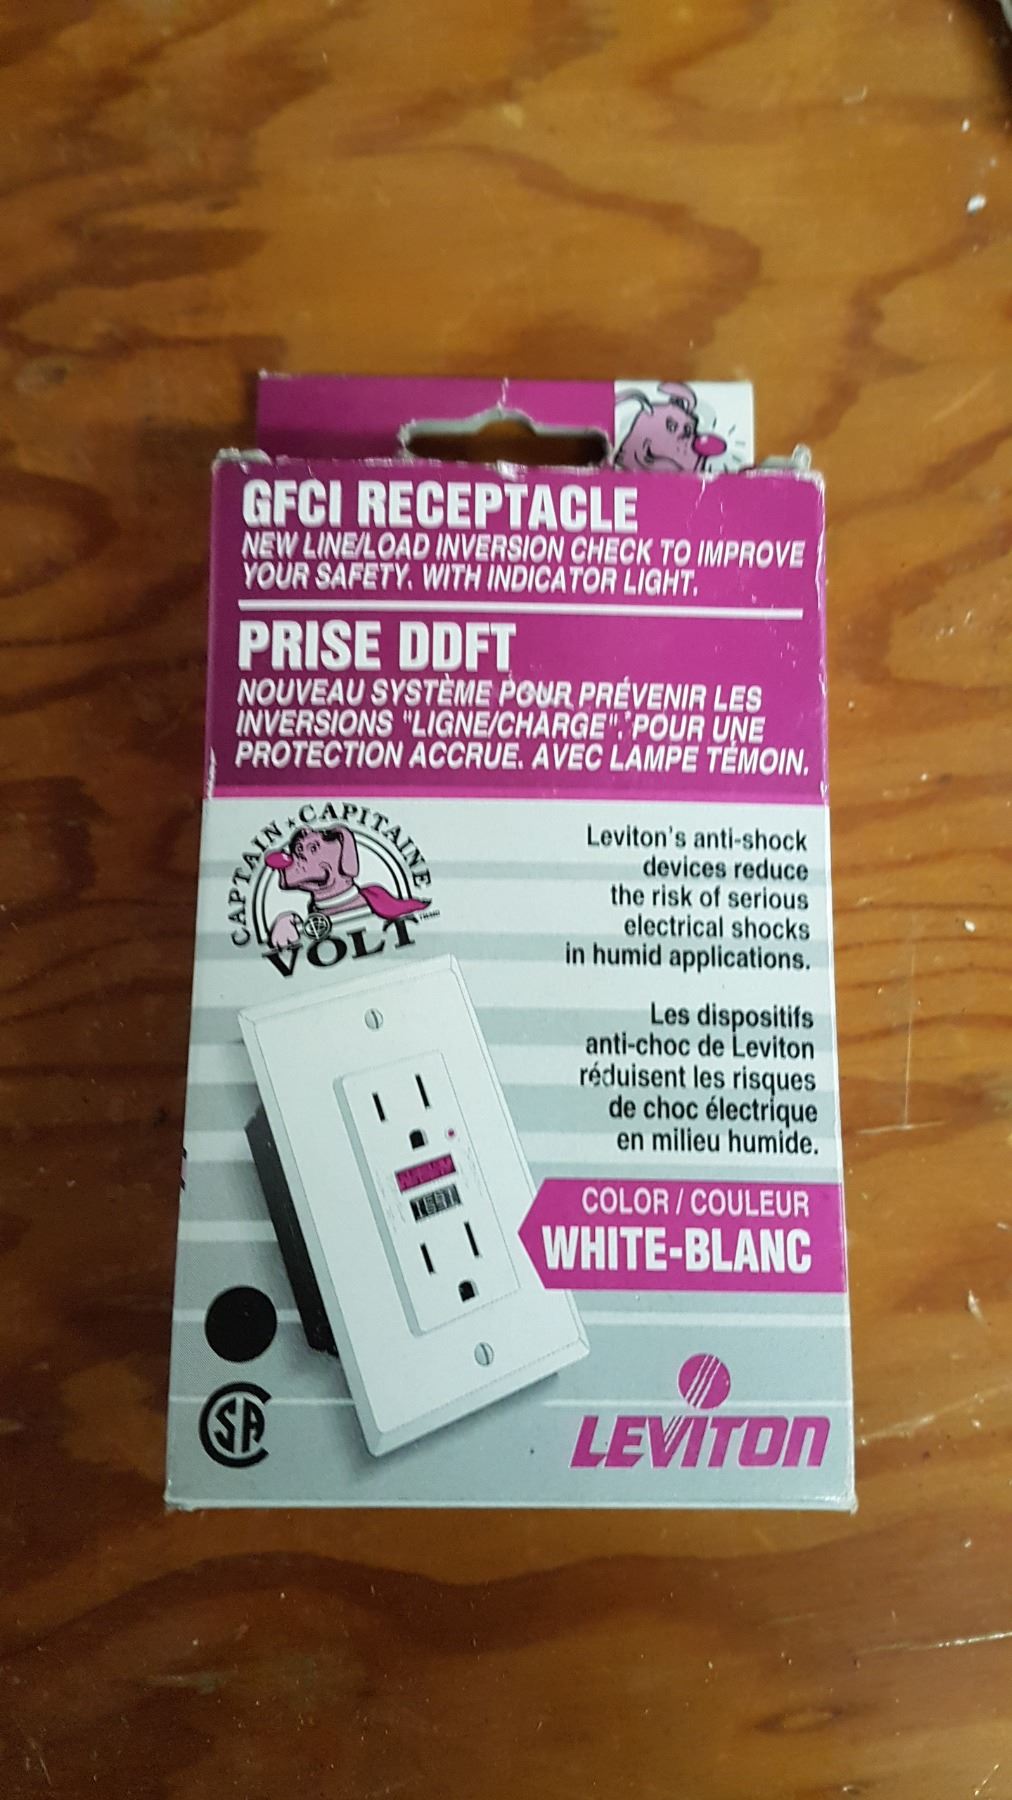 GFCI RECEPTACLE
NEW LINE/LOAD INVERSION CHECK TO IMPROVE
YOUR SAFETY. WITH INDICATOR LIGHT.
PRISE DDFT
NOUVEAU SYSTÈME POUR PRÉVENIR LES
INVERSIONS "LIGNE/CHARGE". POUR UNE
PROTECTION ACCRUE. AVEC LAMPE TÉMOIN.
CAPTAIN★CAPITAINE
VOLT
Leviton's anti-shock
devices reduce
the risk of serious
electrical shocks
in humid applications.
Les dispositifs
anti-choc de Leviton
réduisent les risques
de choc électrique
en milieu humide.
TEST
COLOR / COULEUR
WHITE-BLANC
SA
LEVITON